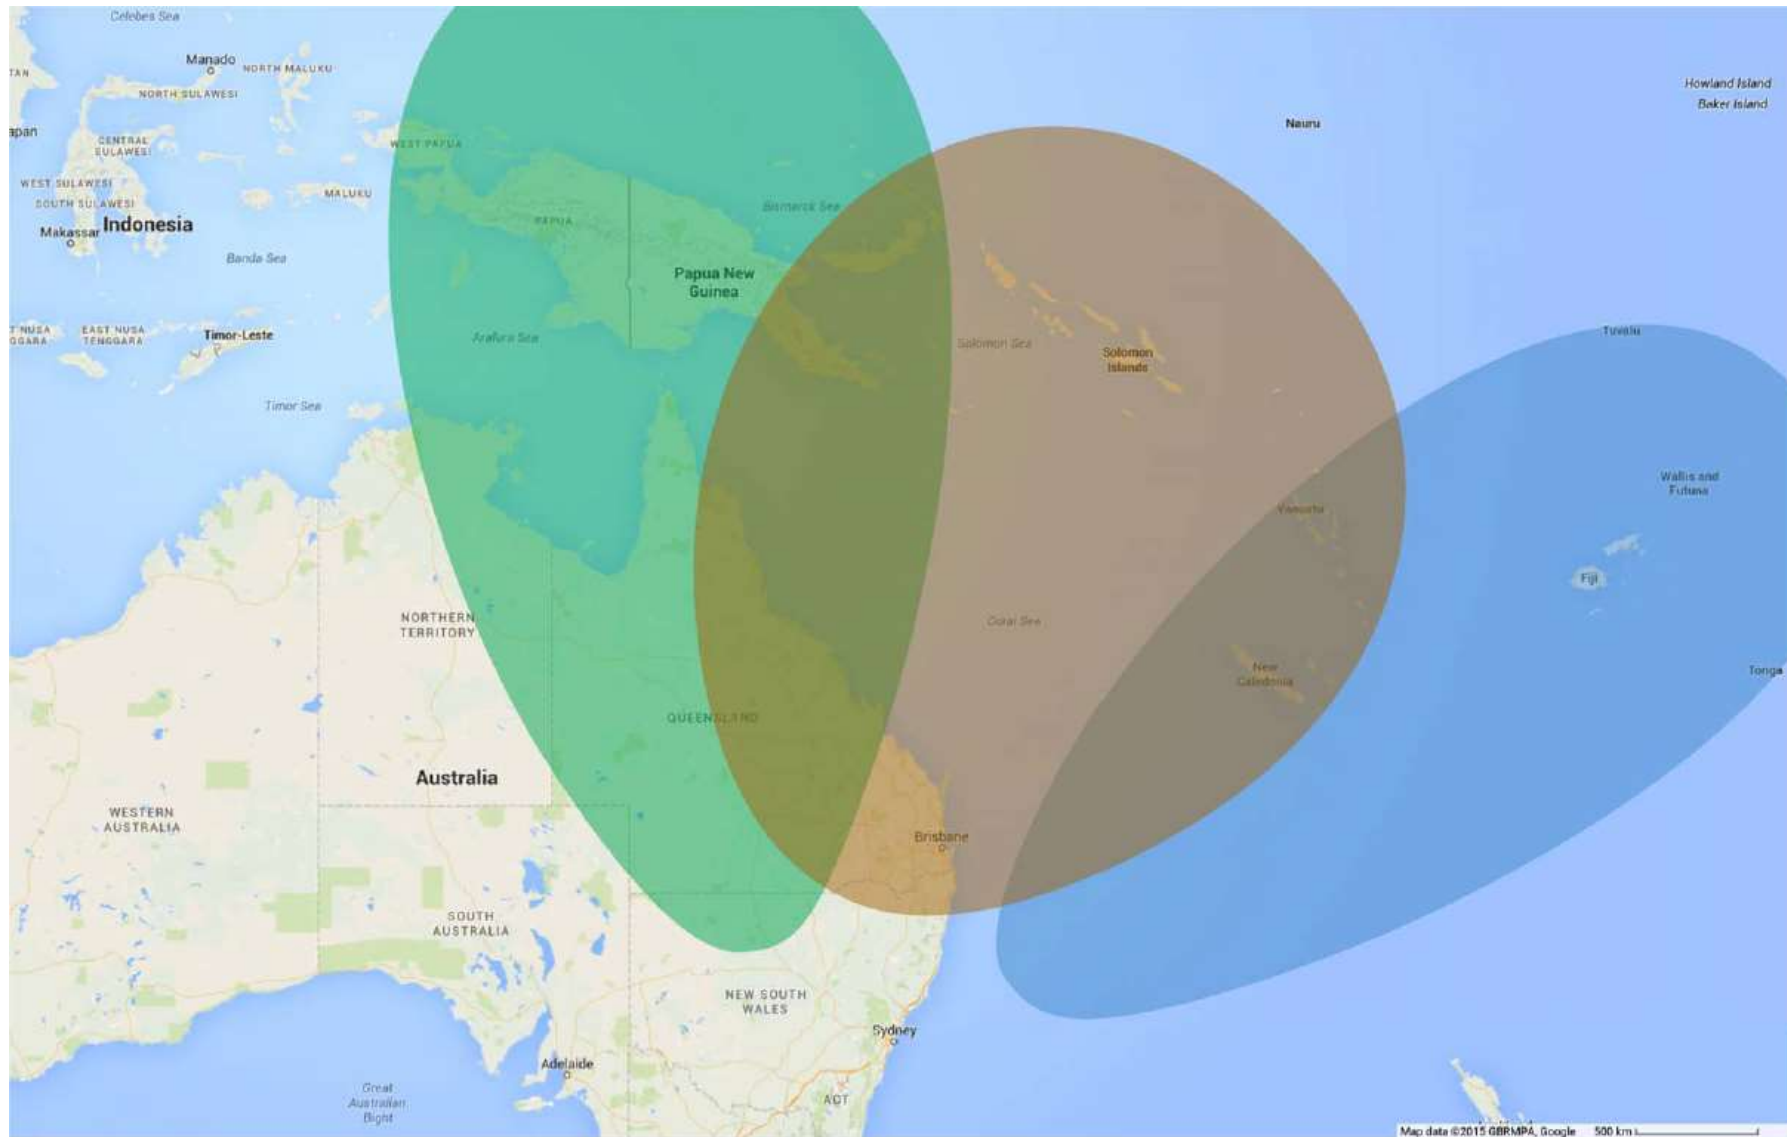 Celebes Sea
Manado
NORTH MALUKU
Howland Island
TAN
NORTH SULAWESI
Baker Island
Nauru
apan
CENTRAL
SULAWESI
WEST PAPUA
WEST SULAWESI
MALUKU
SOUTH SULAWESI
Bismarck Sea
Makassar
Indonesia
PAPUA
Banda Sea
Papua New
Guinea
T NUSA
GGARA
EAST NUSA
TENGGARA
Timor-Leste
Arafura Sea
Solomon Sea
Tuvalu
Solomon
Islands
Timor Sea
Wallis and
Futuna
Vanuatu
Fiji
NORTHERN
TERRITORY
Coral Sea
New
Caledonia
Tonga
QUEENSLAND
Australia
WESTERN
AUSTRALIA
Brisbane
SOUTH
AUSTRALIA
NEW SOUTH
WALES
Sydney
Adelaide
Great
Australian
Bight
ACT
Map data ©2015 GBRMPA, Google
500 km